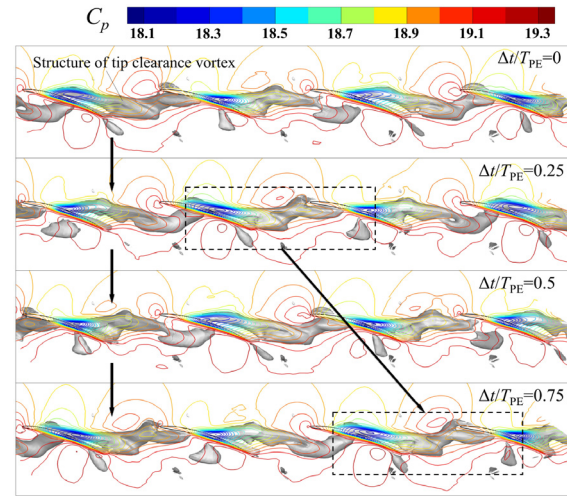 Cp
18.1 18.3 18.5 18.7 18.9 19.1 19.3
Structure of tip clearance vortex
Δt/TPE=0
Δt/TPE=0.25
Δt/TPE=0.5
Δt/TPE=0.75